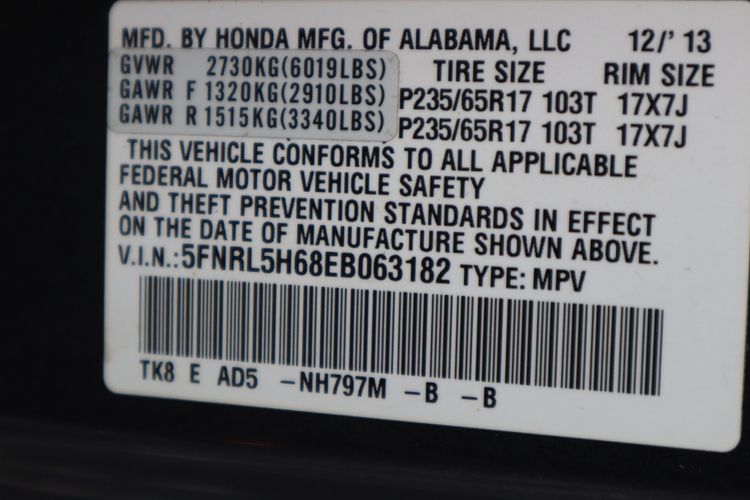 MFD. BY HONDA MFG. OF ALABAMA, LLC 12/' 13
GVWR 2730KG(6019LBS) TIRE SIZE RIM SIZE
GAWR F 1320KG(2910LBS) P235/65R17 103T 17X7J
GAWR R 1515KG(3340LBS) P235/65R17 103T 17X7J
THIS VEHICLE CONFORMS TO ALL APPLICABLE
FEDERAL MOTOR VEHICLE SAFETY
AND THEFT PREVENTION STANDARDS IN EFFECT
ON THE DATE OF MANUFACTURE SHOWN ABOVE.
V.I.N.:5FNRL5H68EB063182 TYPE: MPV
TK8 E AD5 -NH797M -B -B